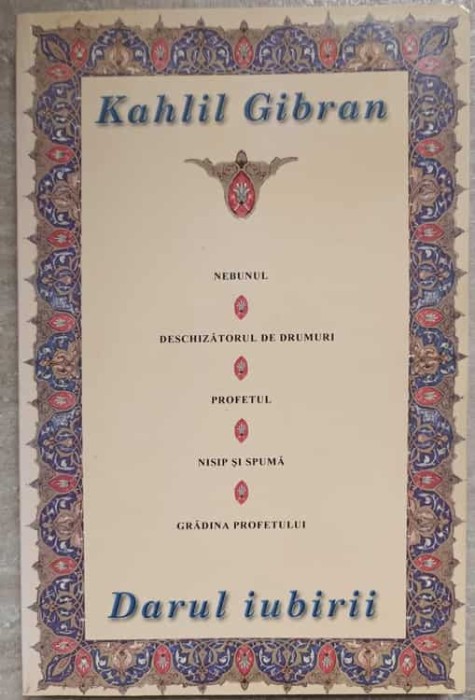 Kahlil Gibran
NEBUNUL
DESCHIZĂTORUL DE DRUMURI
PROFETUL
NISIP ŞI SPUMĂ
GRĂDINA PROFETULUI
Darul iubirii